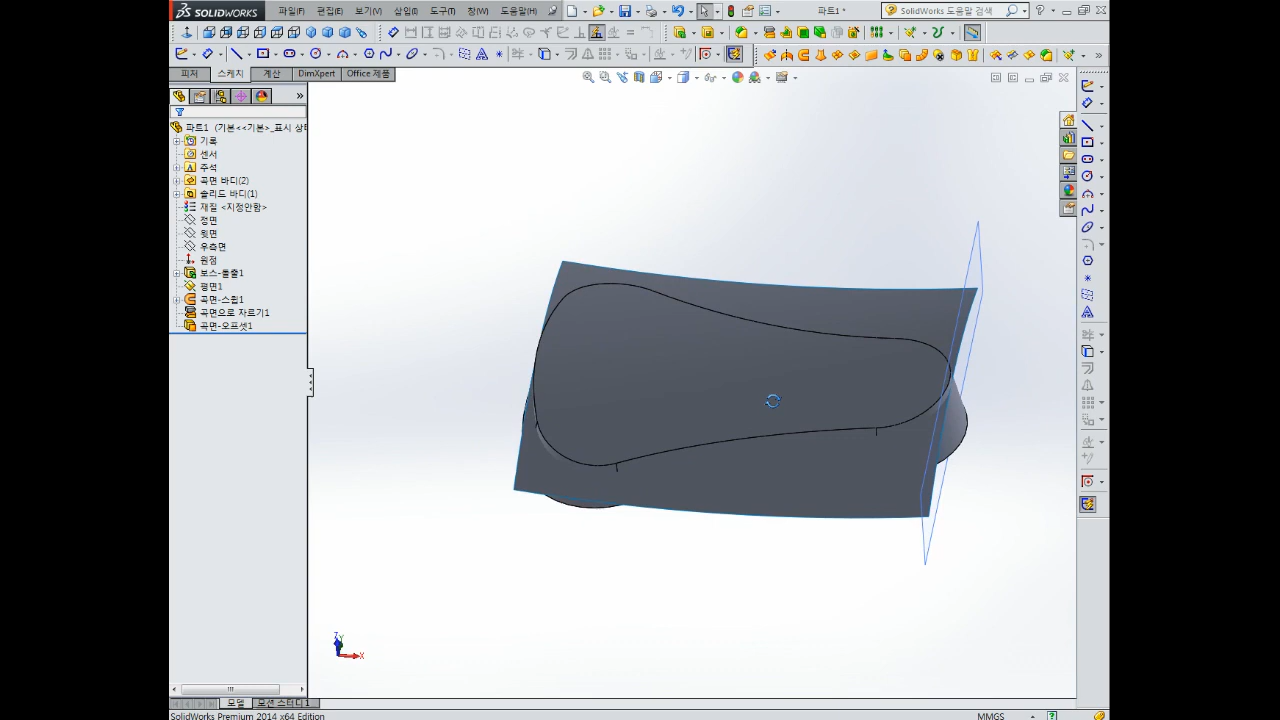 SOLIDWORKS 파일(F) 편집(E) 보기(V) 삽입(I) 도구(T) 창(W) 도움말(H) 파트1 * SolidWorks 도움말 검색
피처 스케치 계산 DimXpert Office 제품
파트1 (기본<<기본>_표시 상태
기록
센서
주석
곡면 바디(2)
솔리드 바디(1)
재질 <지정안함>
정면
윗면
우측면
원점
보스-돌출1
평면1
곡면-스윕1
곡면으로 자르기1
곡면-오프셋1
Z
Y
X
모델 모션 스터디 1
SolidWorks Premium 2014 x64 Edition MMGS